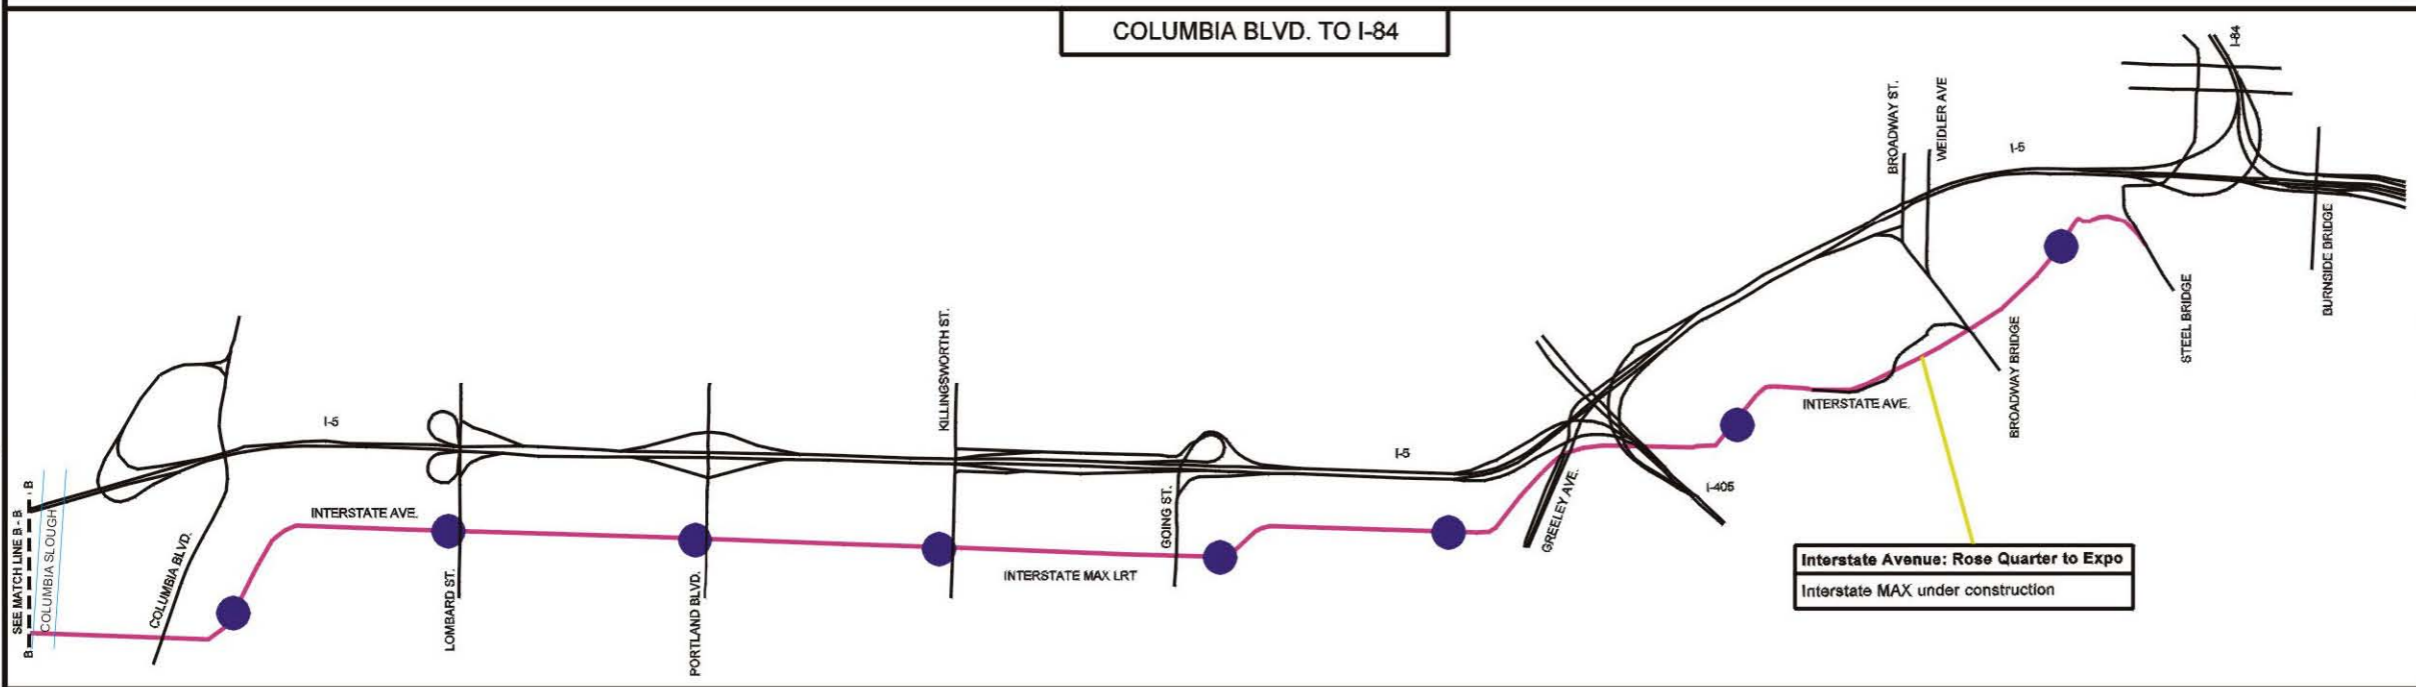 COLUMBIA BLVD. TO I-84
I-84
BROADWAY ST.
WEIDLER AVE
I-5
BURNSIDE BRIDGE
STEEL BRIDGE
BROADWAY BRIDGE
KILLINGSWORTH ST.
INTERSTATE AVE.
I-5
I-5
I-405
GREELEY AVE.
GOING ST.
B
SEE MATCH LINE B - B
B
COLUMBIA SLOUGH
COLUMBIA BLVD.
INTERSTATE AVE.
LOMBARD ST.
PORTLAND BLVD.
INTERSTATE MAX LRT
Interstate Avenue: Rose Quarter to Expo
Interstate MAX under construction